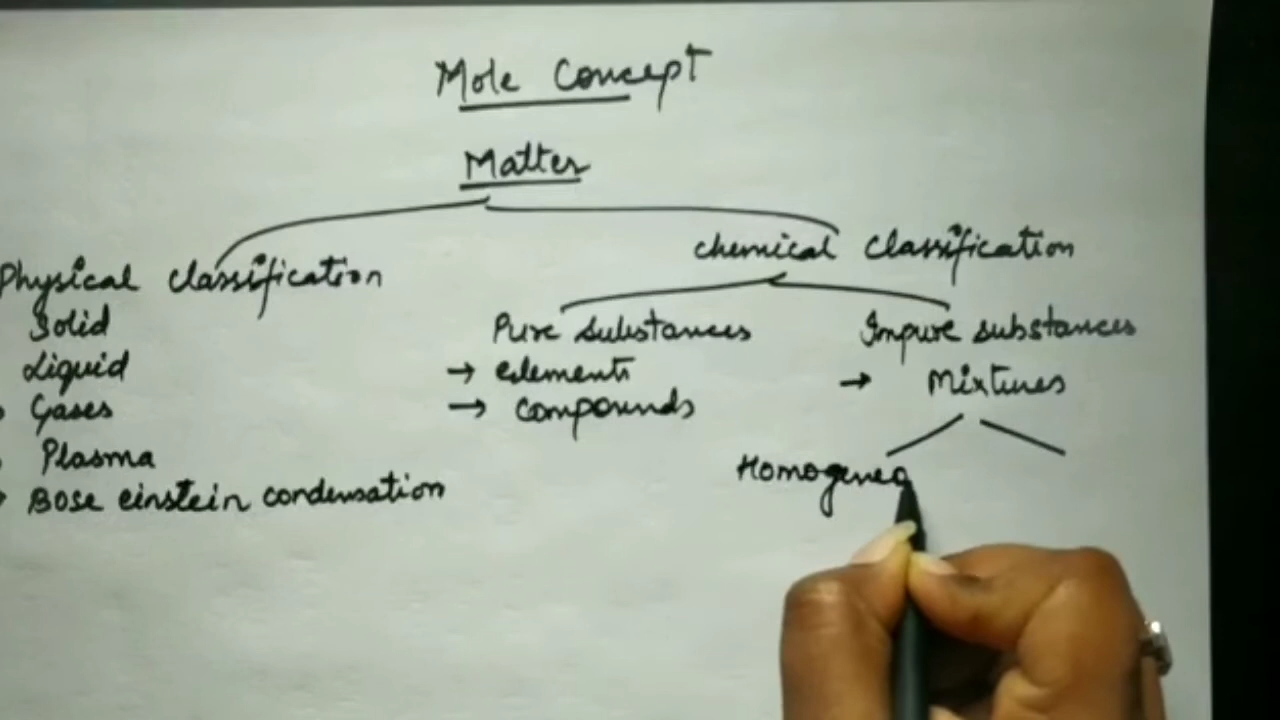 Mole Concept
Matter
Physical classification
chemical classification
Solid
Pure substances
Impure substances
Liquid
→ elements
→ Mixtures
Gases
→ compounds
Plasma
Homogeneo
Bose einstein condensation